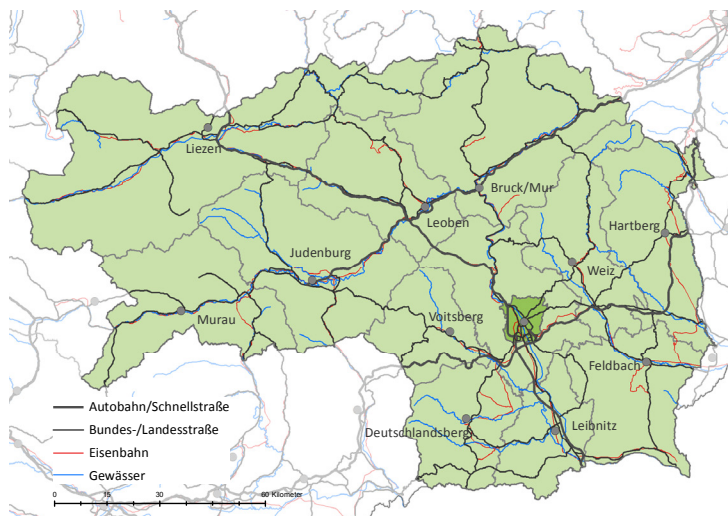 Liezen
Bruck/Mur
Leoben
Hartberg
Judenburg
Weiz
Murau
Voitsberg
Graz
Feldbach
Deutschlandsberg
Leibnitz
Autobahn/Schnellstraße
Bundes-/Landesstraße
Eisenbahn
Gewässer
0 15 30 60 Kilometer